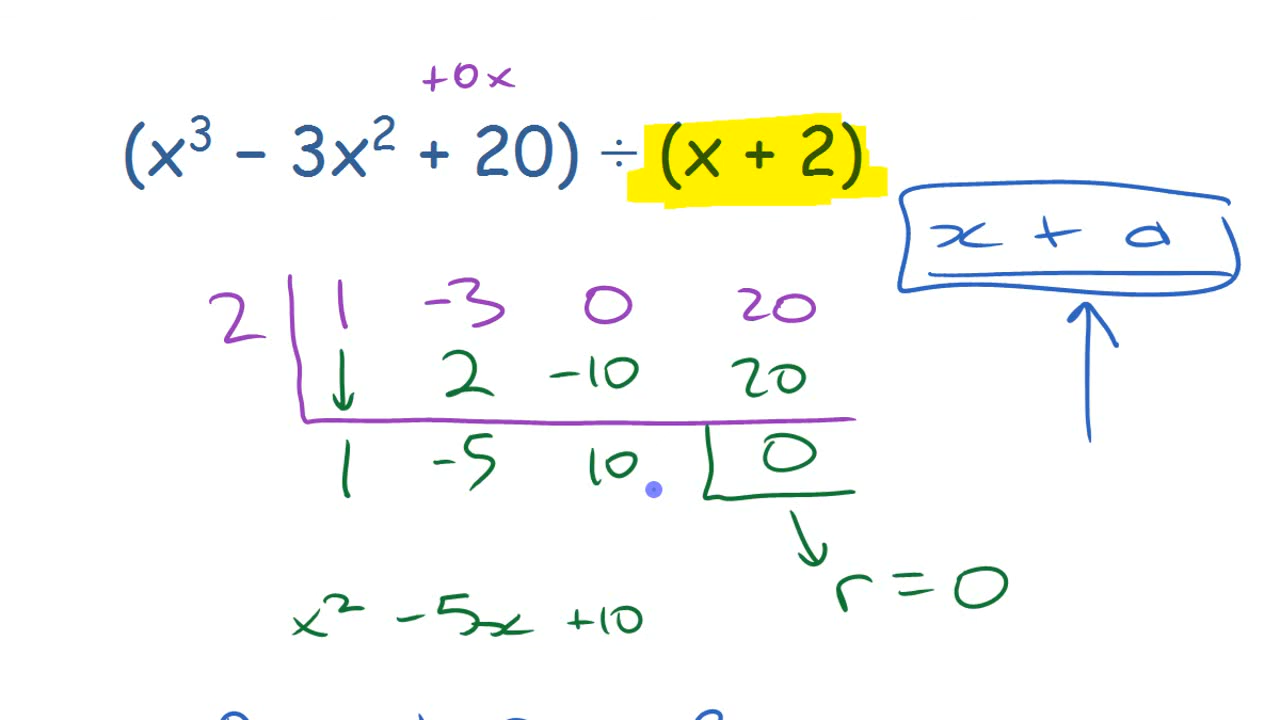 +0x
(x³ – 3x² + 20) ÷ (x + 2)
x + a
2 1 -3 0 20
2 -10 20
1 -5 10 0
r = 0
x² -5x +10